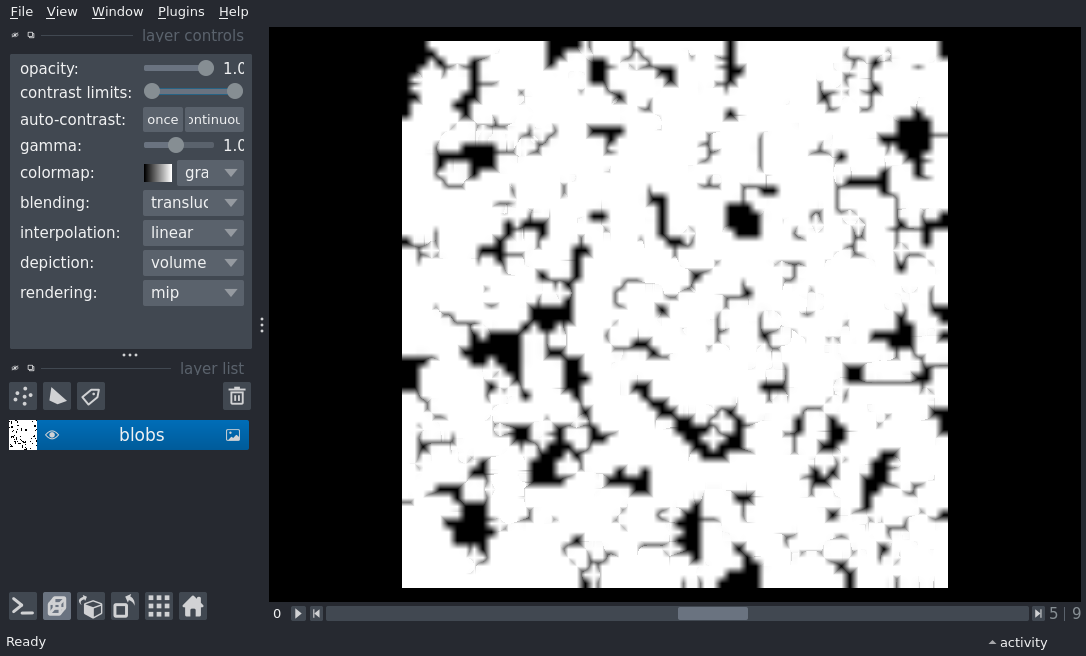 File View Window Plugins Help
layer controls
opacity: 1.0
contrast limits:
auto-contrast: once ontinuou
gamma: 1.0
colormap: gra
blending: transluc
interpolation: linear
depiction: volume
rendering: mip
layer list
blobs
0 5 | 9
Ready activity